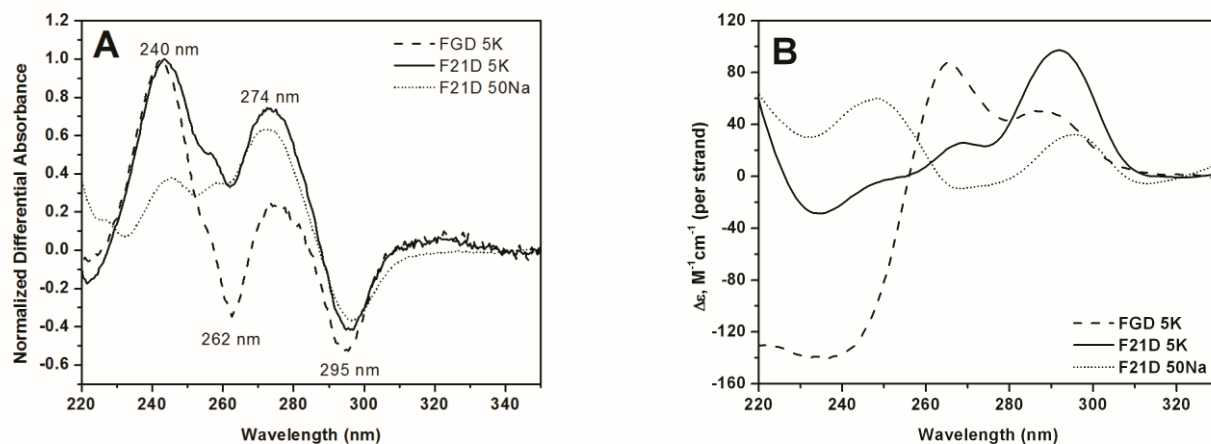 A
240 nm
274 nm
262 nm
295 nm
FGD 5K
F21D 5K
F21D 50Na
1.2
1.0
0.8
0.6
0.4
0.2
0.0
-0.2
-0.4
-0.6
-0.8
220 240 260 280 300 320 340
Wavelength (nm)
Normalized Differential Absorbance
B
120
80
40
0
-40
-80
-120
-160
220 240 260 280 300 320
Wavelength (nm)
Δε, M⁻¹cm⁻¹ (per strand)
FGD 5K
F21D 5K
F21D 50Na